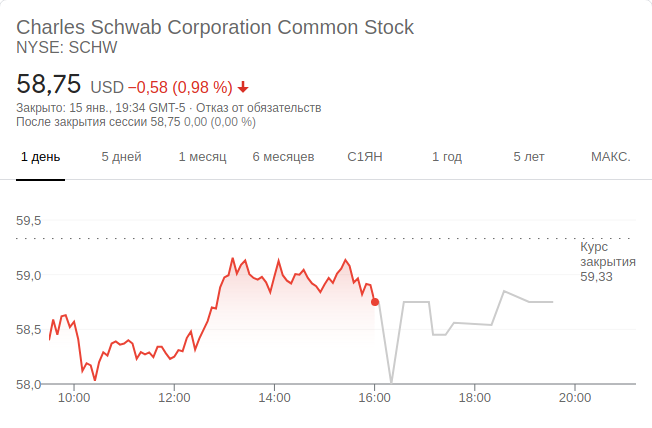 Charles Schwab Corporation Common Stock
NYSE: SCHW
58,75 USD −0,58 (0,98 %)
Закрыто: 15 янв., 19:34 GMT-5 · Отказ от обязательств
После закрытия сессии 58,75 0,00 (0,00 %)
1 день 5 дней 1 месяц 6 месяцев С1ЯН 1 год 5 лет МАКС.
59,5
Курс
закрытия
59,33
59,0
58,5
58,0
10:00 12:00 14:00 16:00 18:00 20:00